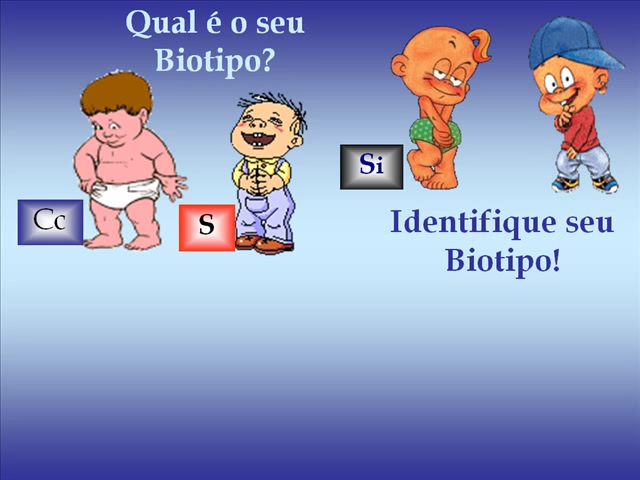 Qual é o seu
Biotipo?
Si
Cc
S
Identifique seu
Biotipo!